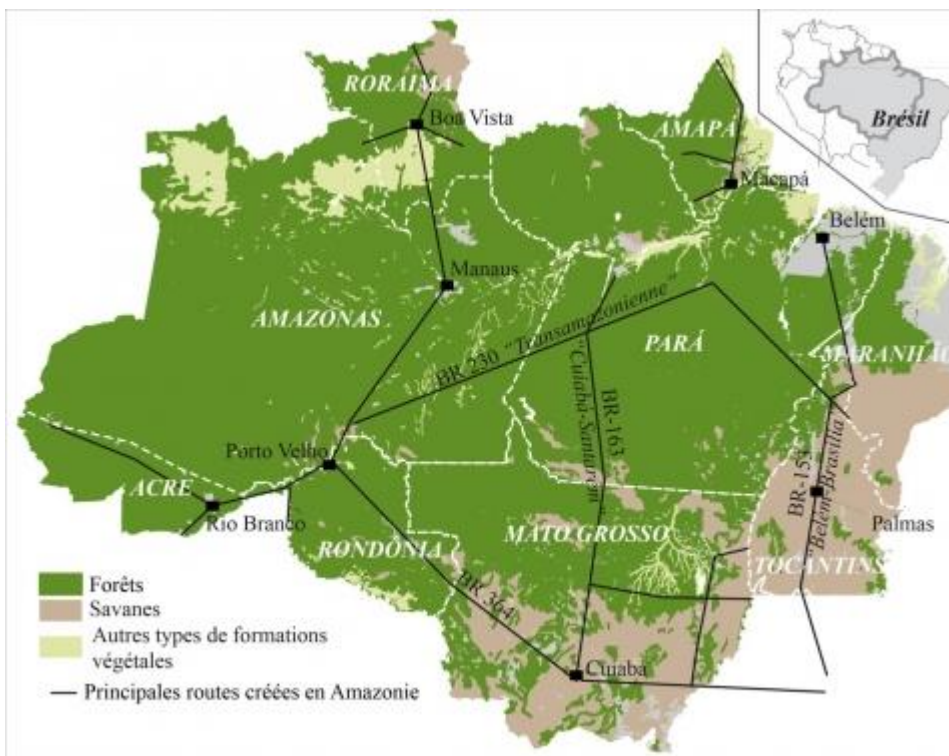 RORAIMA
Boa Vista
AMAPÁ
Macapá
Brésil
Belém
Manaus
AMAZONAS
BR 230 "Transamazonienne"
PARÁ
MARANHÃO
"Cuiabá-Santarém"
BR-163
Porto Velho
ACRE
Rio Branco
RONDÔNIA
BR 364
MATO GROSSO
BR-153
"Belém-Brasília"
Palmas
TOCANTINS
Cuiaba
Forêts
Savanes
Autres types de formations
végétales
Principales routes créées en Amazonie